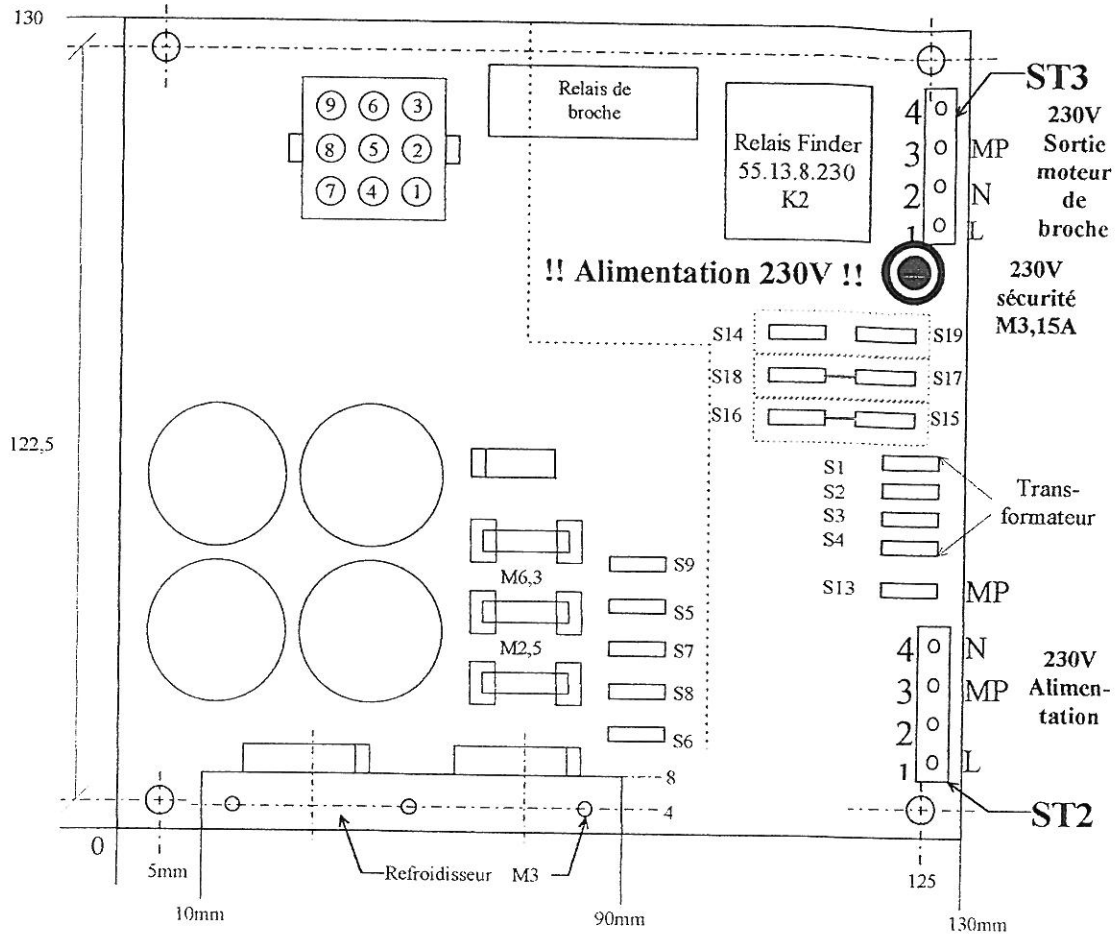 130
ST3
Relais de
broche
9 6 3
8 5 2
7 4 1
Relais Finder
55.13.8.230
K2
4
3 MP
2 N
1 L
230V
Sortie
moteur
de
broche
!! Alimentation 230V !!
230V
sécurité
M3,15A
S14 S19
S18 S17
S16 S15
122,5
S1
S2
S3
S4
Trans-
formateur
S13 MP
M6,3
M2,5
S9
S5
S7
S8
S6
4 N
3 MP
2
1 L
230V
Alimen-
tation
8
4
ST2
0
5mm
Refroidisseur M3
125
10mm
90mm
130mm